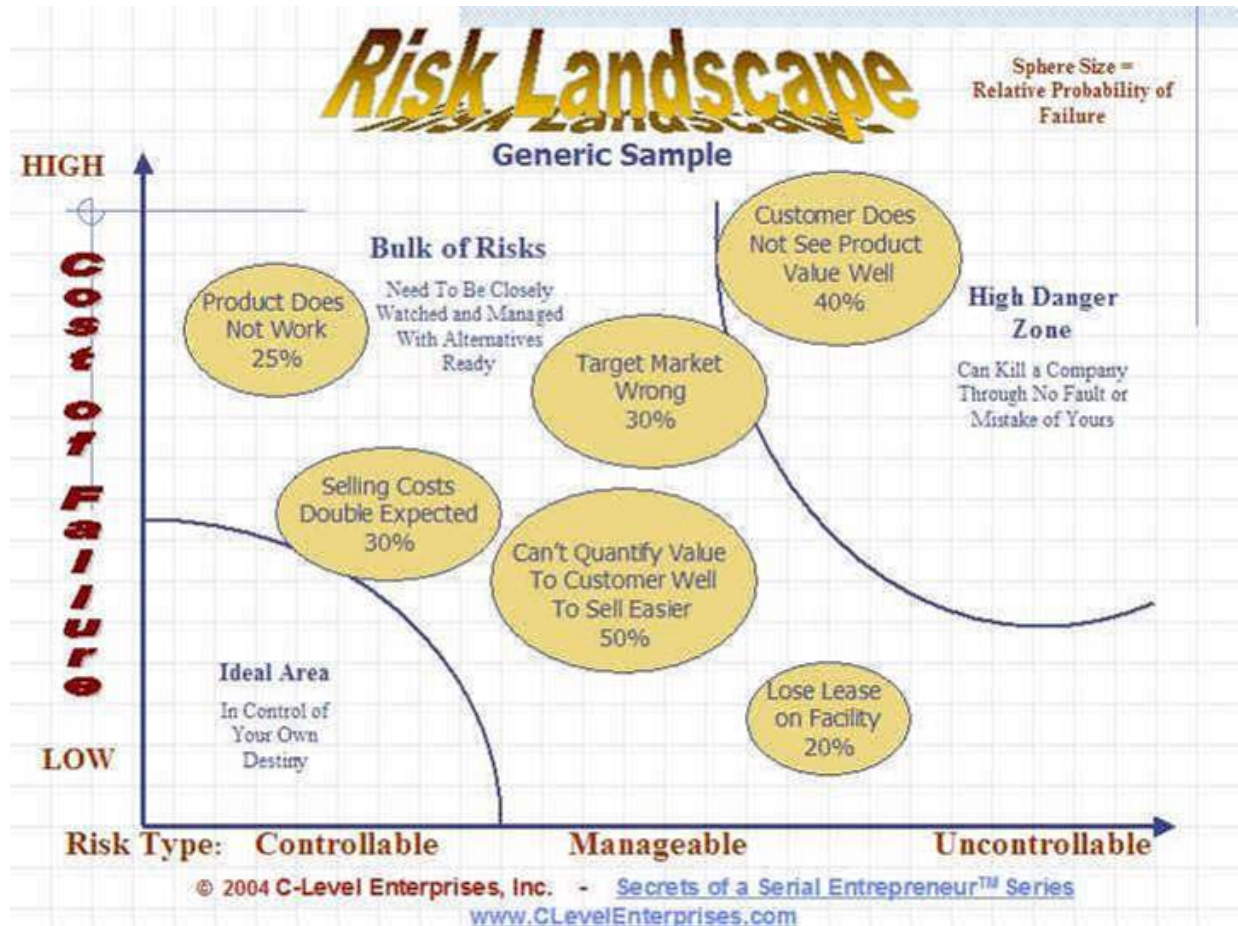 Risk Landscape
Generic Sample
Sphere Size =
Relative Probability of
Failure
HIGH
Cost of Failure
LOW
Bulk of Risks
Need To Be Closely
Watched and Managed
With Alternatives
Ready
Customer Does
Not See Product
Value Well
40%
High Danger
Zone
Can Kill a Company
Through No Fault or
Mistake of Yours
Product Does
Not Work
25%
Target Market
Wrong
30%
Selling Costs
Double Expected
30%
Can't Quantify Value
To Customer Well
To Sell Easier
50%
Ideal Area
In Control of
Your Own
Destiny
Lose Lease
on Facility
20%
Risk Type: Controllable Manageable Uncontrollable
© 2004 C-Level Enterprises, Inc. - Secrets of a Serial Entrepreneur™ Series
www.CLevelEnterprises.com